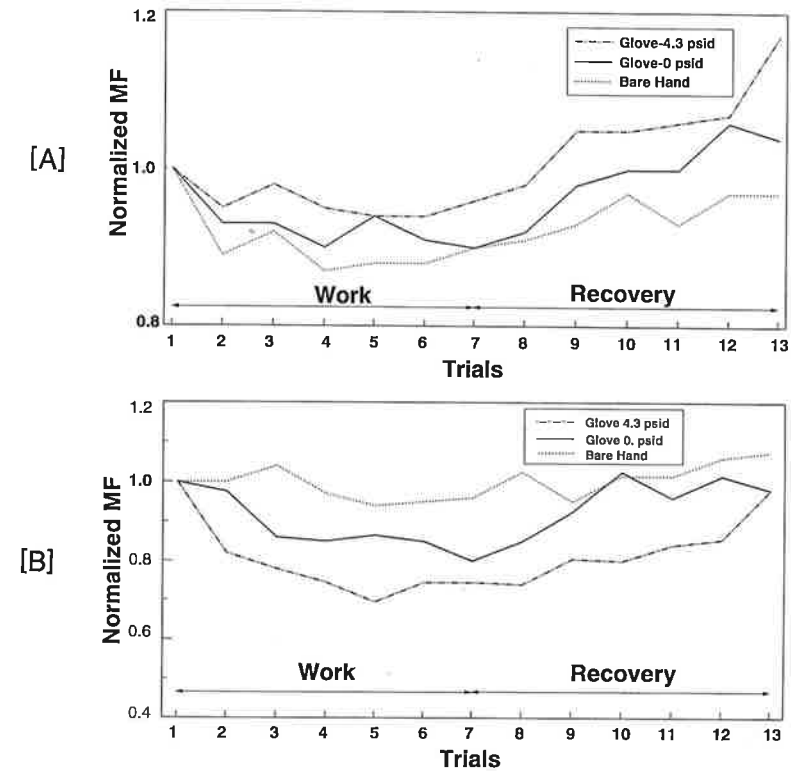 [A]
Normalized MF
1.2
1.0
0.8
Glove-4.3 psid
Glove-0 psid
Bare Hand
Work
Recovery
1 2 3 4 5 6 7 8 9 10 11 12 13
Trials
[B]
Normalized MF
1.2
1.0
0.8
0.6
0.4
Glove 4.3 psid
Glove 0. psid
Bare Hand
Work
Recovery
1 2 3 4 5 6 7 8 9 10 11 12 13
Trials